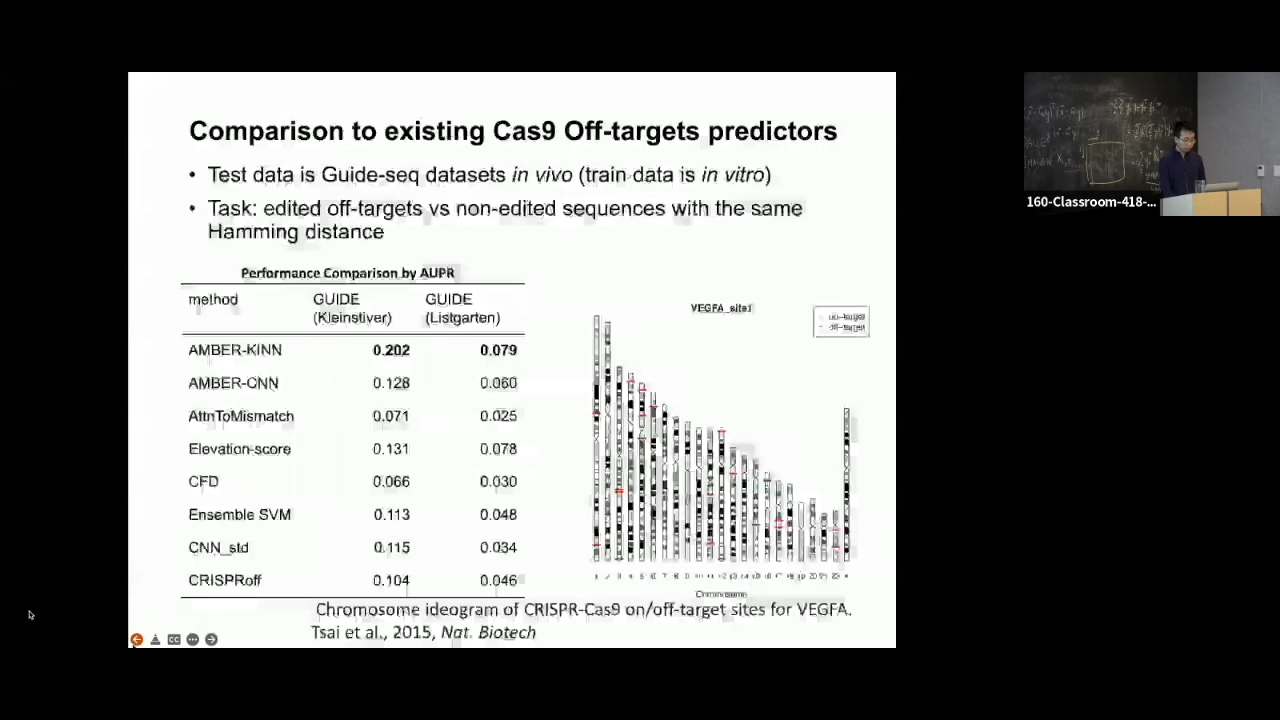 Comparison to existing Cas9 Off-targets predictors
• Test data is Guide-seq datasets in vivo (train data is in vitro)
• Task: edited off-targets vs non-edited sequences with the same
Hamming distance
Performance Comparison by AUPR
method GUIDE GUIDE
(Kleinstiver) (Listgarten)
AMBER-KINN 0.202 0.079
AMBER-CNN 0.128 0.060
AttnToMismatch 0.071 0.025
Elevation-score 0.131 0.078
CFD 0.066 0.030
Ensemble SVM 0.113 0.048
CNN_std 0.115 0.034
CRISPRoff 0.104 0.046
VEGFA_site1
on-target
off-target
Chromosome
Chromosome ideogram of CRISPR-Cas9 on/off-target sites for VEGFA.
Tsai et al., 2015, Nat. Biotech
CC
160-Classroom-418-...